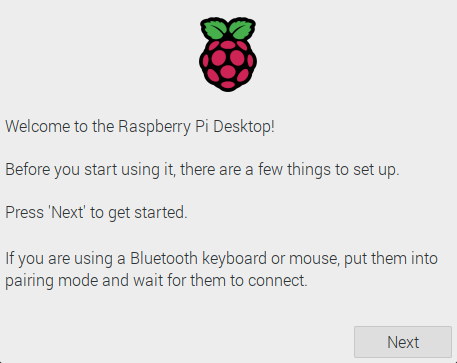 Welcome to the Raspberry Pi Desktop!
Before you start using it, there are a few things to set up.
Press 'Next' to get started.
If you are using a Bluetooth keyboard or mouse, put them into
pairing mode and wait for them to connect.
Next